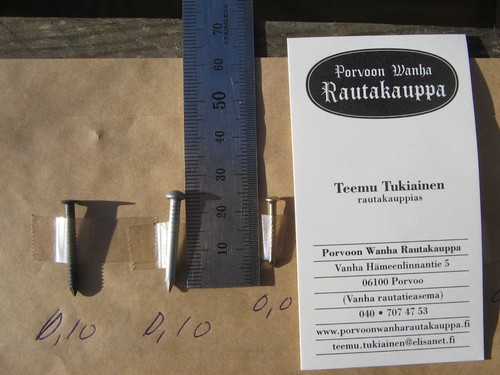 70
60
50
40
30
20
10
Porvoon Wanha
Rautakauppa
Teemu Tukiainen
rautakauppias
Porvoon Wanha Rautakauppa
Vanha Hämeenlinnantie 5
06100 Porvoo
(Vanha rautatieasema)
040 • 707 47 53
www.porvoonwanharautakauppa.fi
teemu.tukiainen@elisanet.fi
0,10
0,10
0,0